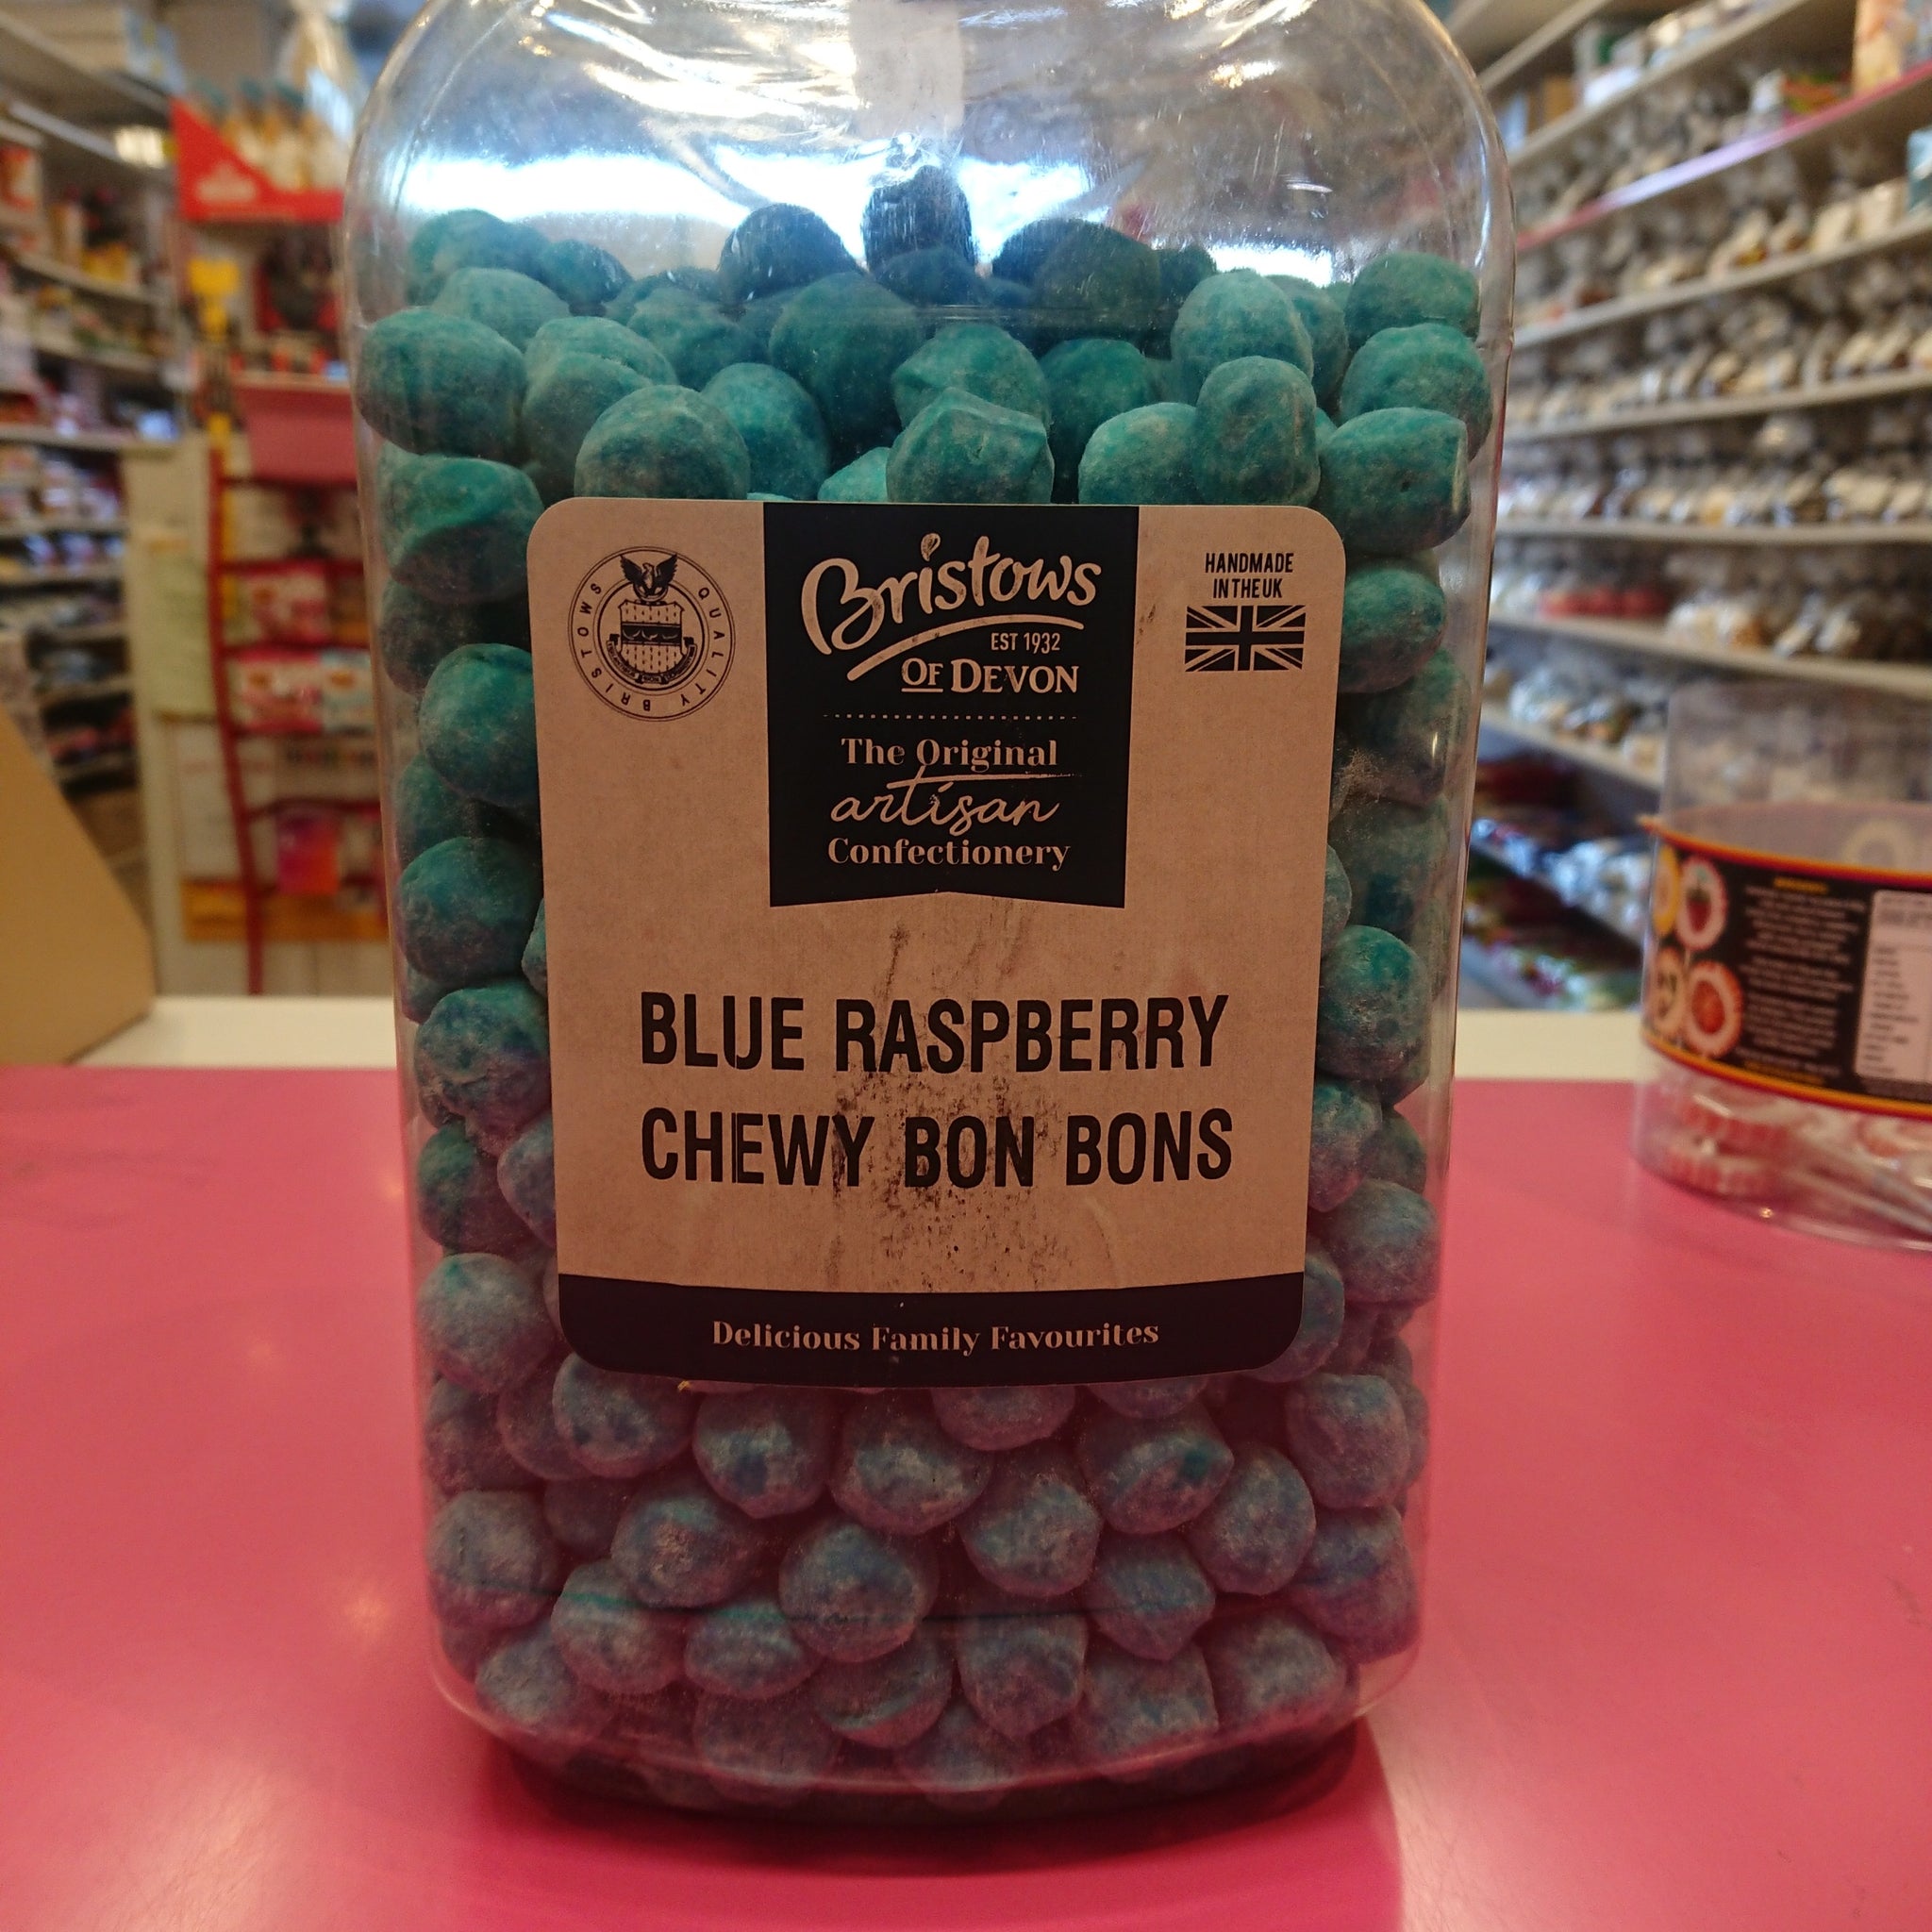 BRISTOWS QUALITY
Bristows
EST 1932
OF DEVON
HANDMADE
IN THE UK
The Original
artisan
Confectionery
BLUE RASPBERRY
CHEWY BON BONS
Delicious Family Favourites